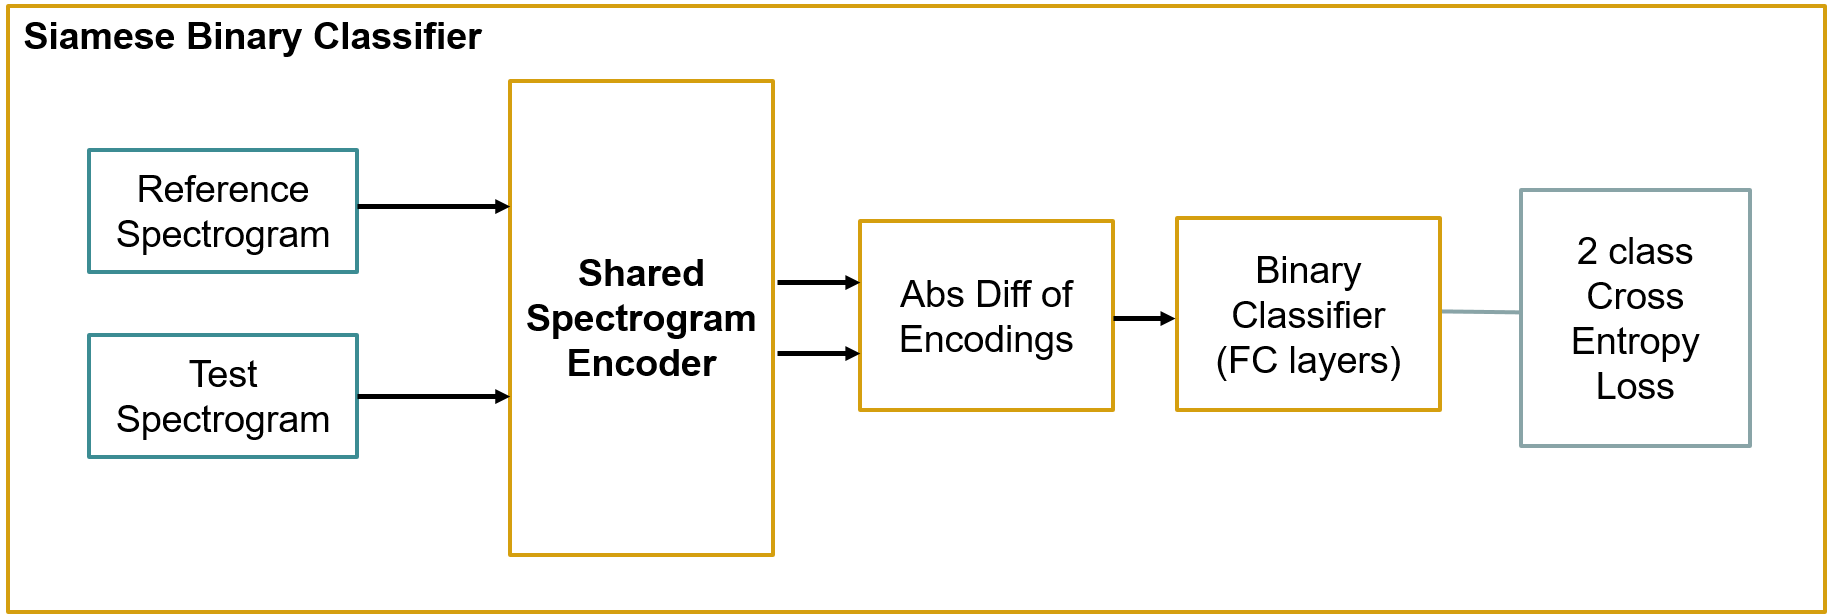 Siamese Binary Classifier
Reference
Spectrogram
Test
Spectrogram
Shared
Spectrogram
Encoder
Abs Diff of
Encodings
Binary
Classifier
(FC layers)
2 class
Cross
Entropy
Loss